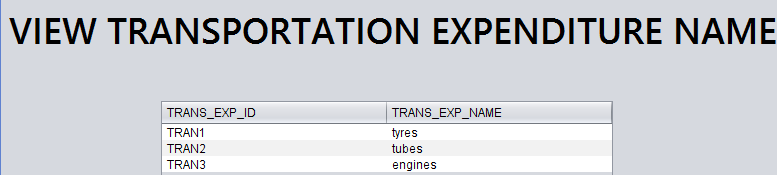 VIEW TRANSPORTATION EXPENDITURE NAME
TRANS_EXP_ID TRANS_EXP_NAME
TRAN1 tyres
TRAN2 tubes
TRAN3 engines